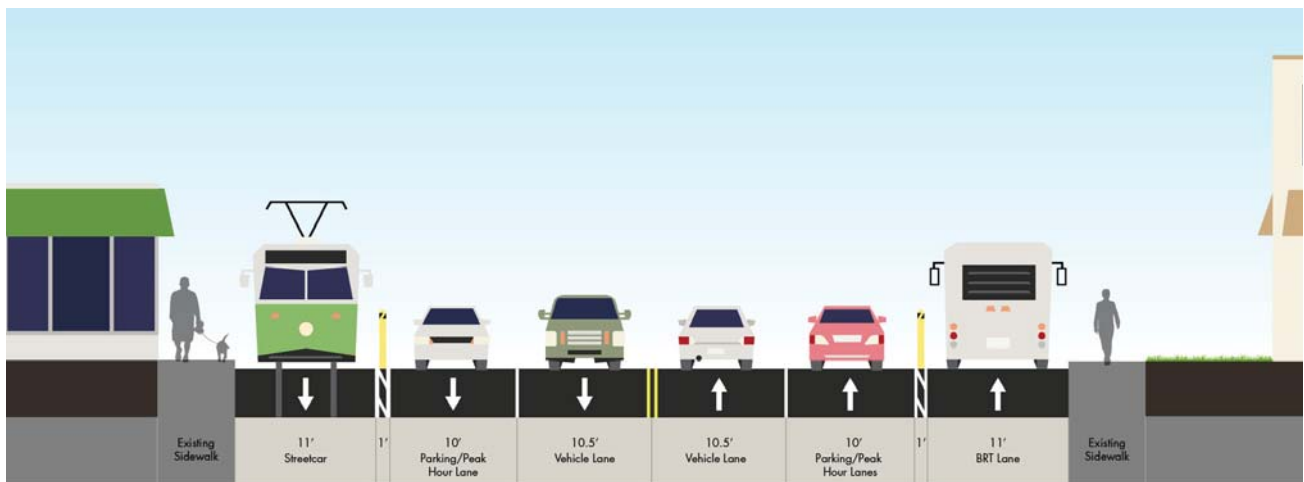 Existing
Sidewalk
11’
Streetcar
1’
10’
Parking/Peak
Hour Lane
10.5’
Vehicle Lane
10.5’
Vehicle Lane
10’
Parking/Peak
Hour Lanes
1’
11’
BRT Lane
Existing
Sidewalk